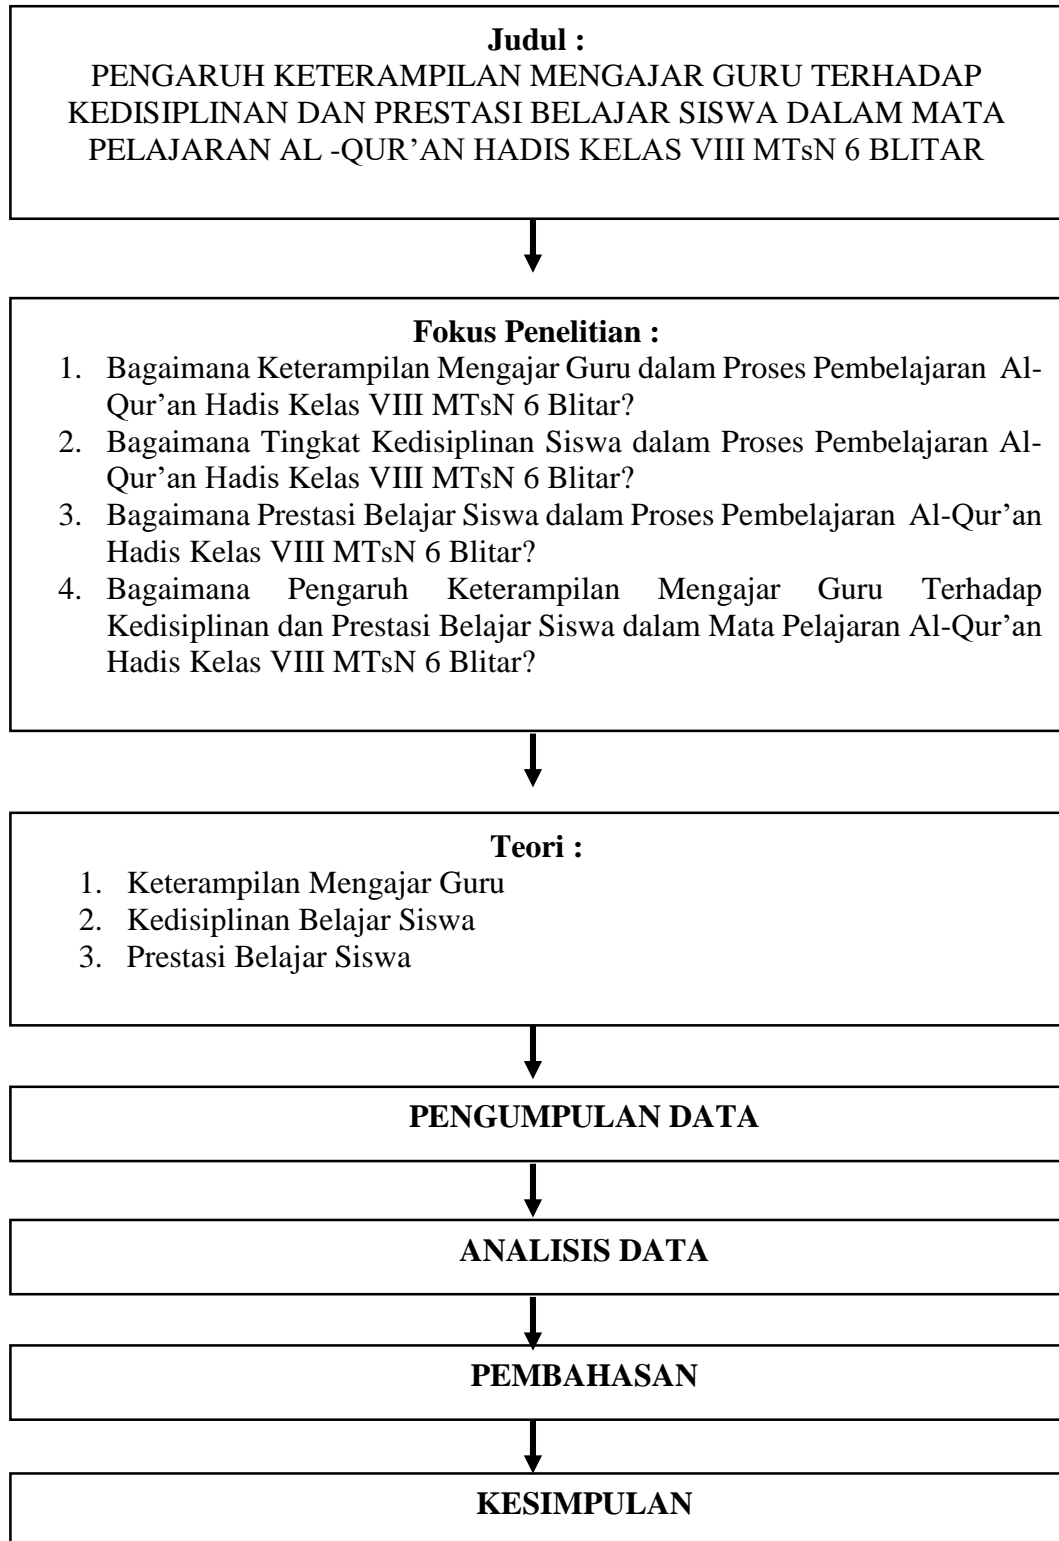 Judul :
PENGARUH KETERAMPILAN MENGAJAR GURU TERHADAP
KEDISIPLINAN DAN PRESTASI BELAJAR SISWA DALAM MATA
PELAJARAN AL -QUR’AN HADIS KELAS VIII MTsN 6 BLITAR
Fokus Penelitian :
1. Bagaimana Keterampilan Mengajar Guru dalam Proses Pembelajaran Al-
Qur’an Hadis Kelas VIII MTsN 6 Blitar?
2. Bagaimana Tingkat Kedisiplinan Siswa dalam Proses Pembelajaran Al-
Qur’an Hadis Kelas VIII MTsN 6 Blitar?
3. Bagaimana Prestasi Belajar Siswa dalam Proses Pembelajaran Al-Qur’an
Hadis Kelas VIII MTsN 6 Blitar?
4. Bagaimana Pengaruh Keterampilan Mengajar Guru Terhadap
Kedisiplinan dan Prestasi Belajar Siswa dalam Mata Pelajaran Al-Qur’an
Hadis Kelas VIII MTsN 6 Blitar?
Teori :
1. Keterampilan Mengajar Guru
2. Kedisiplinan Belajar Siswa
3. Prestasi Belajar Siswa
PENGUMPULAN DATA
ANALISIS DATA
PEMBAHASAN
KESIMPULAN